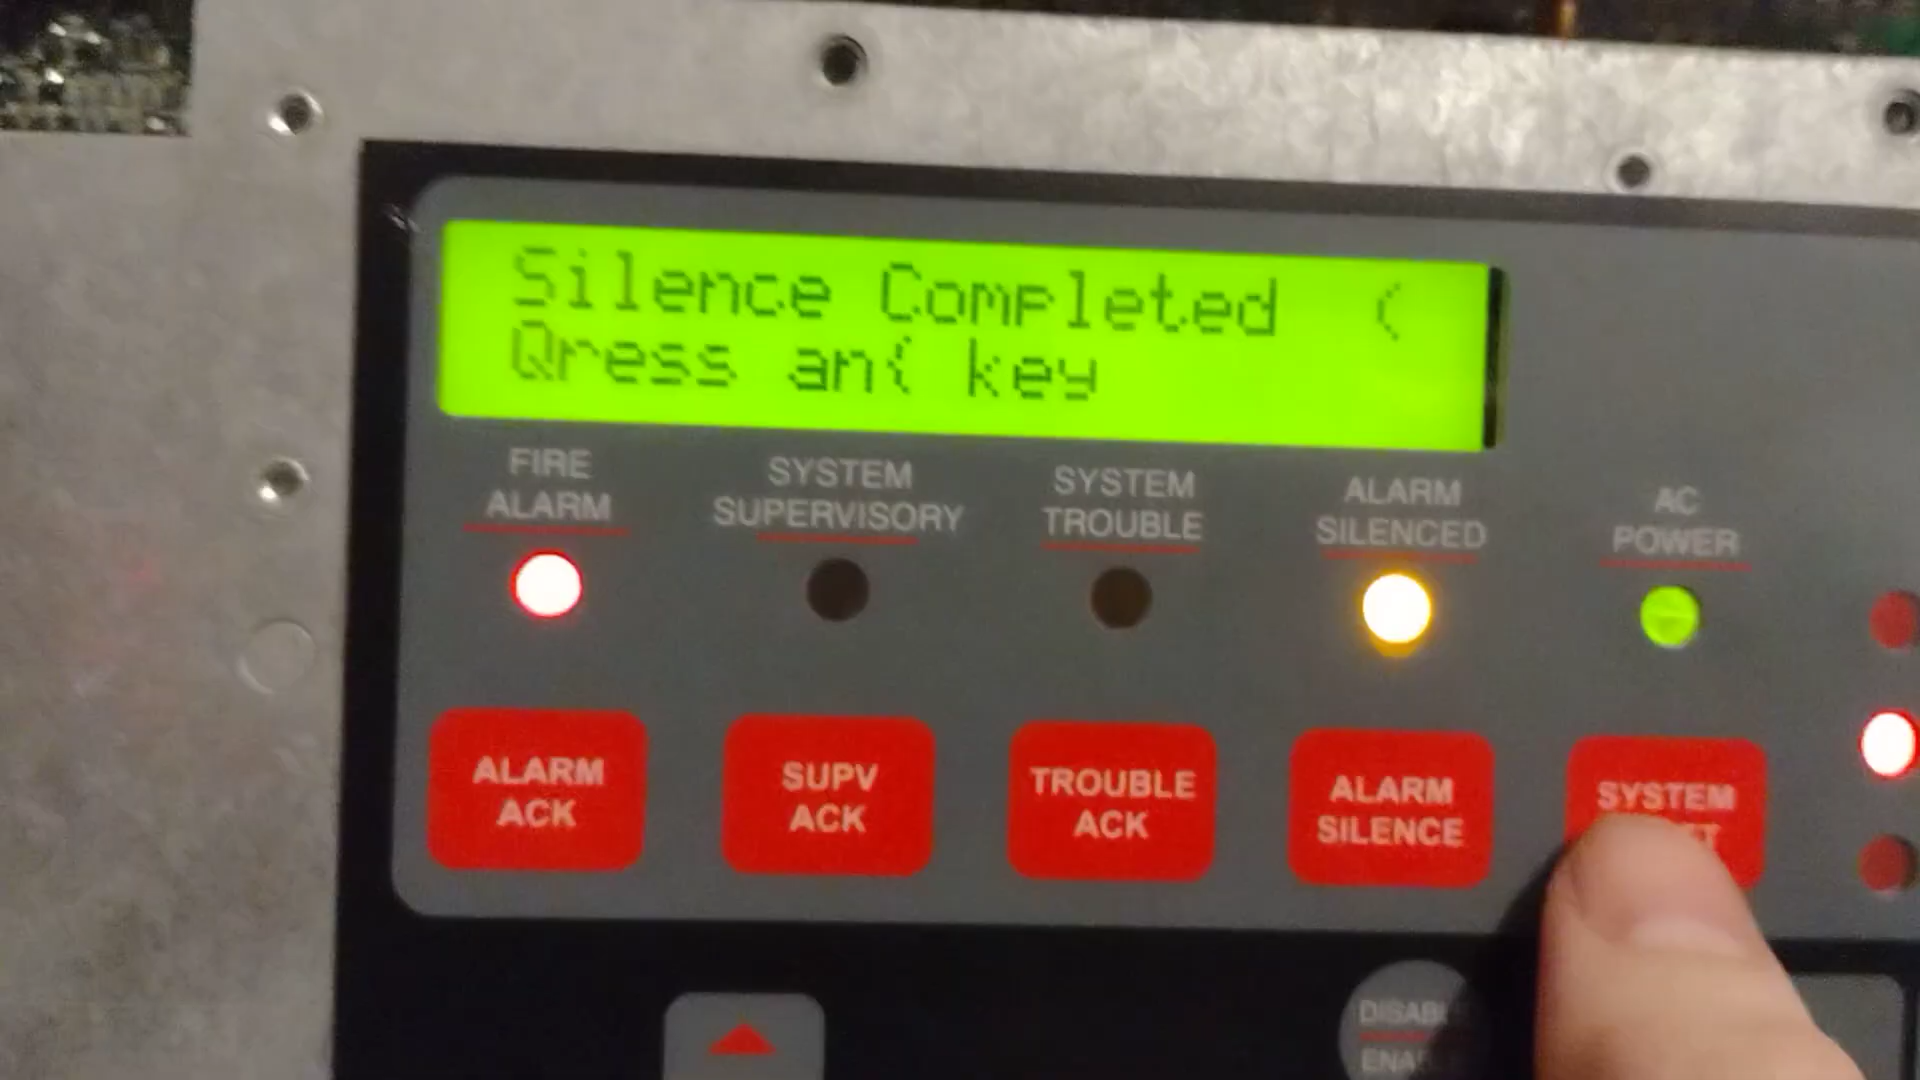 Silence Completed (
Qress an{ key
FIRE
ALARM
SYSTEM
SUPERVISORY
SYSTEM
TROUBLE
ALARM
SILENCED
AC
POWER
ALARM
ACK
SUPV
ACK
TROUBLE
ACK
ALARM
SILENCE
SYSTEM